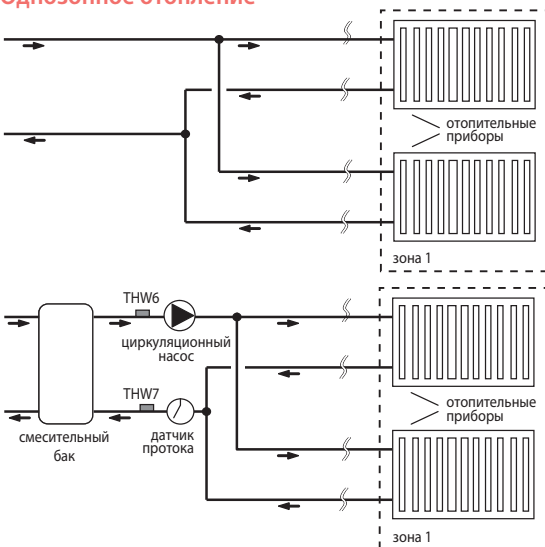 Однозонное отопление
отопительные
приборы
зона 1
THW6
циркуляционный
насос
THW7
отопительные
приборы
смесительный
бак
датчик
протока
зона 1